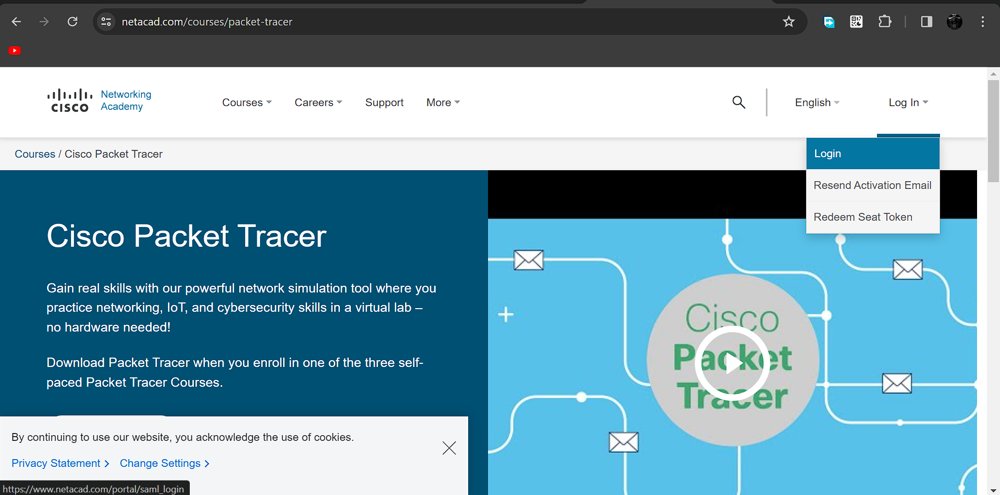 netacad.com/courses/packet-tracer
CISCO
Networking
Academy
Courses
Careers
Support
More
English
Log In
Courses / Cisco Packet Tracer
Login
Resend Activation Email
Redeem Seat Token
Cisco Packet Tracer
Gain real skills with our powerful network simulation tool where you
practice networking, IoT, and cybersecurity skills in a virtual lab –
no hardware needed!
Download Packet Tracer when you enroll in one of the three self-
paced Packet Tracer Courses.
Cisco
Packet
Tracer
By continuing to use our website, you acknowledge the use of cookies.
Privacy Statement
Change Settings
https://www.netacad.com/portal/saml_login